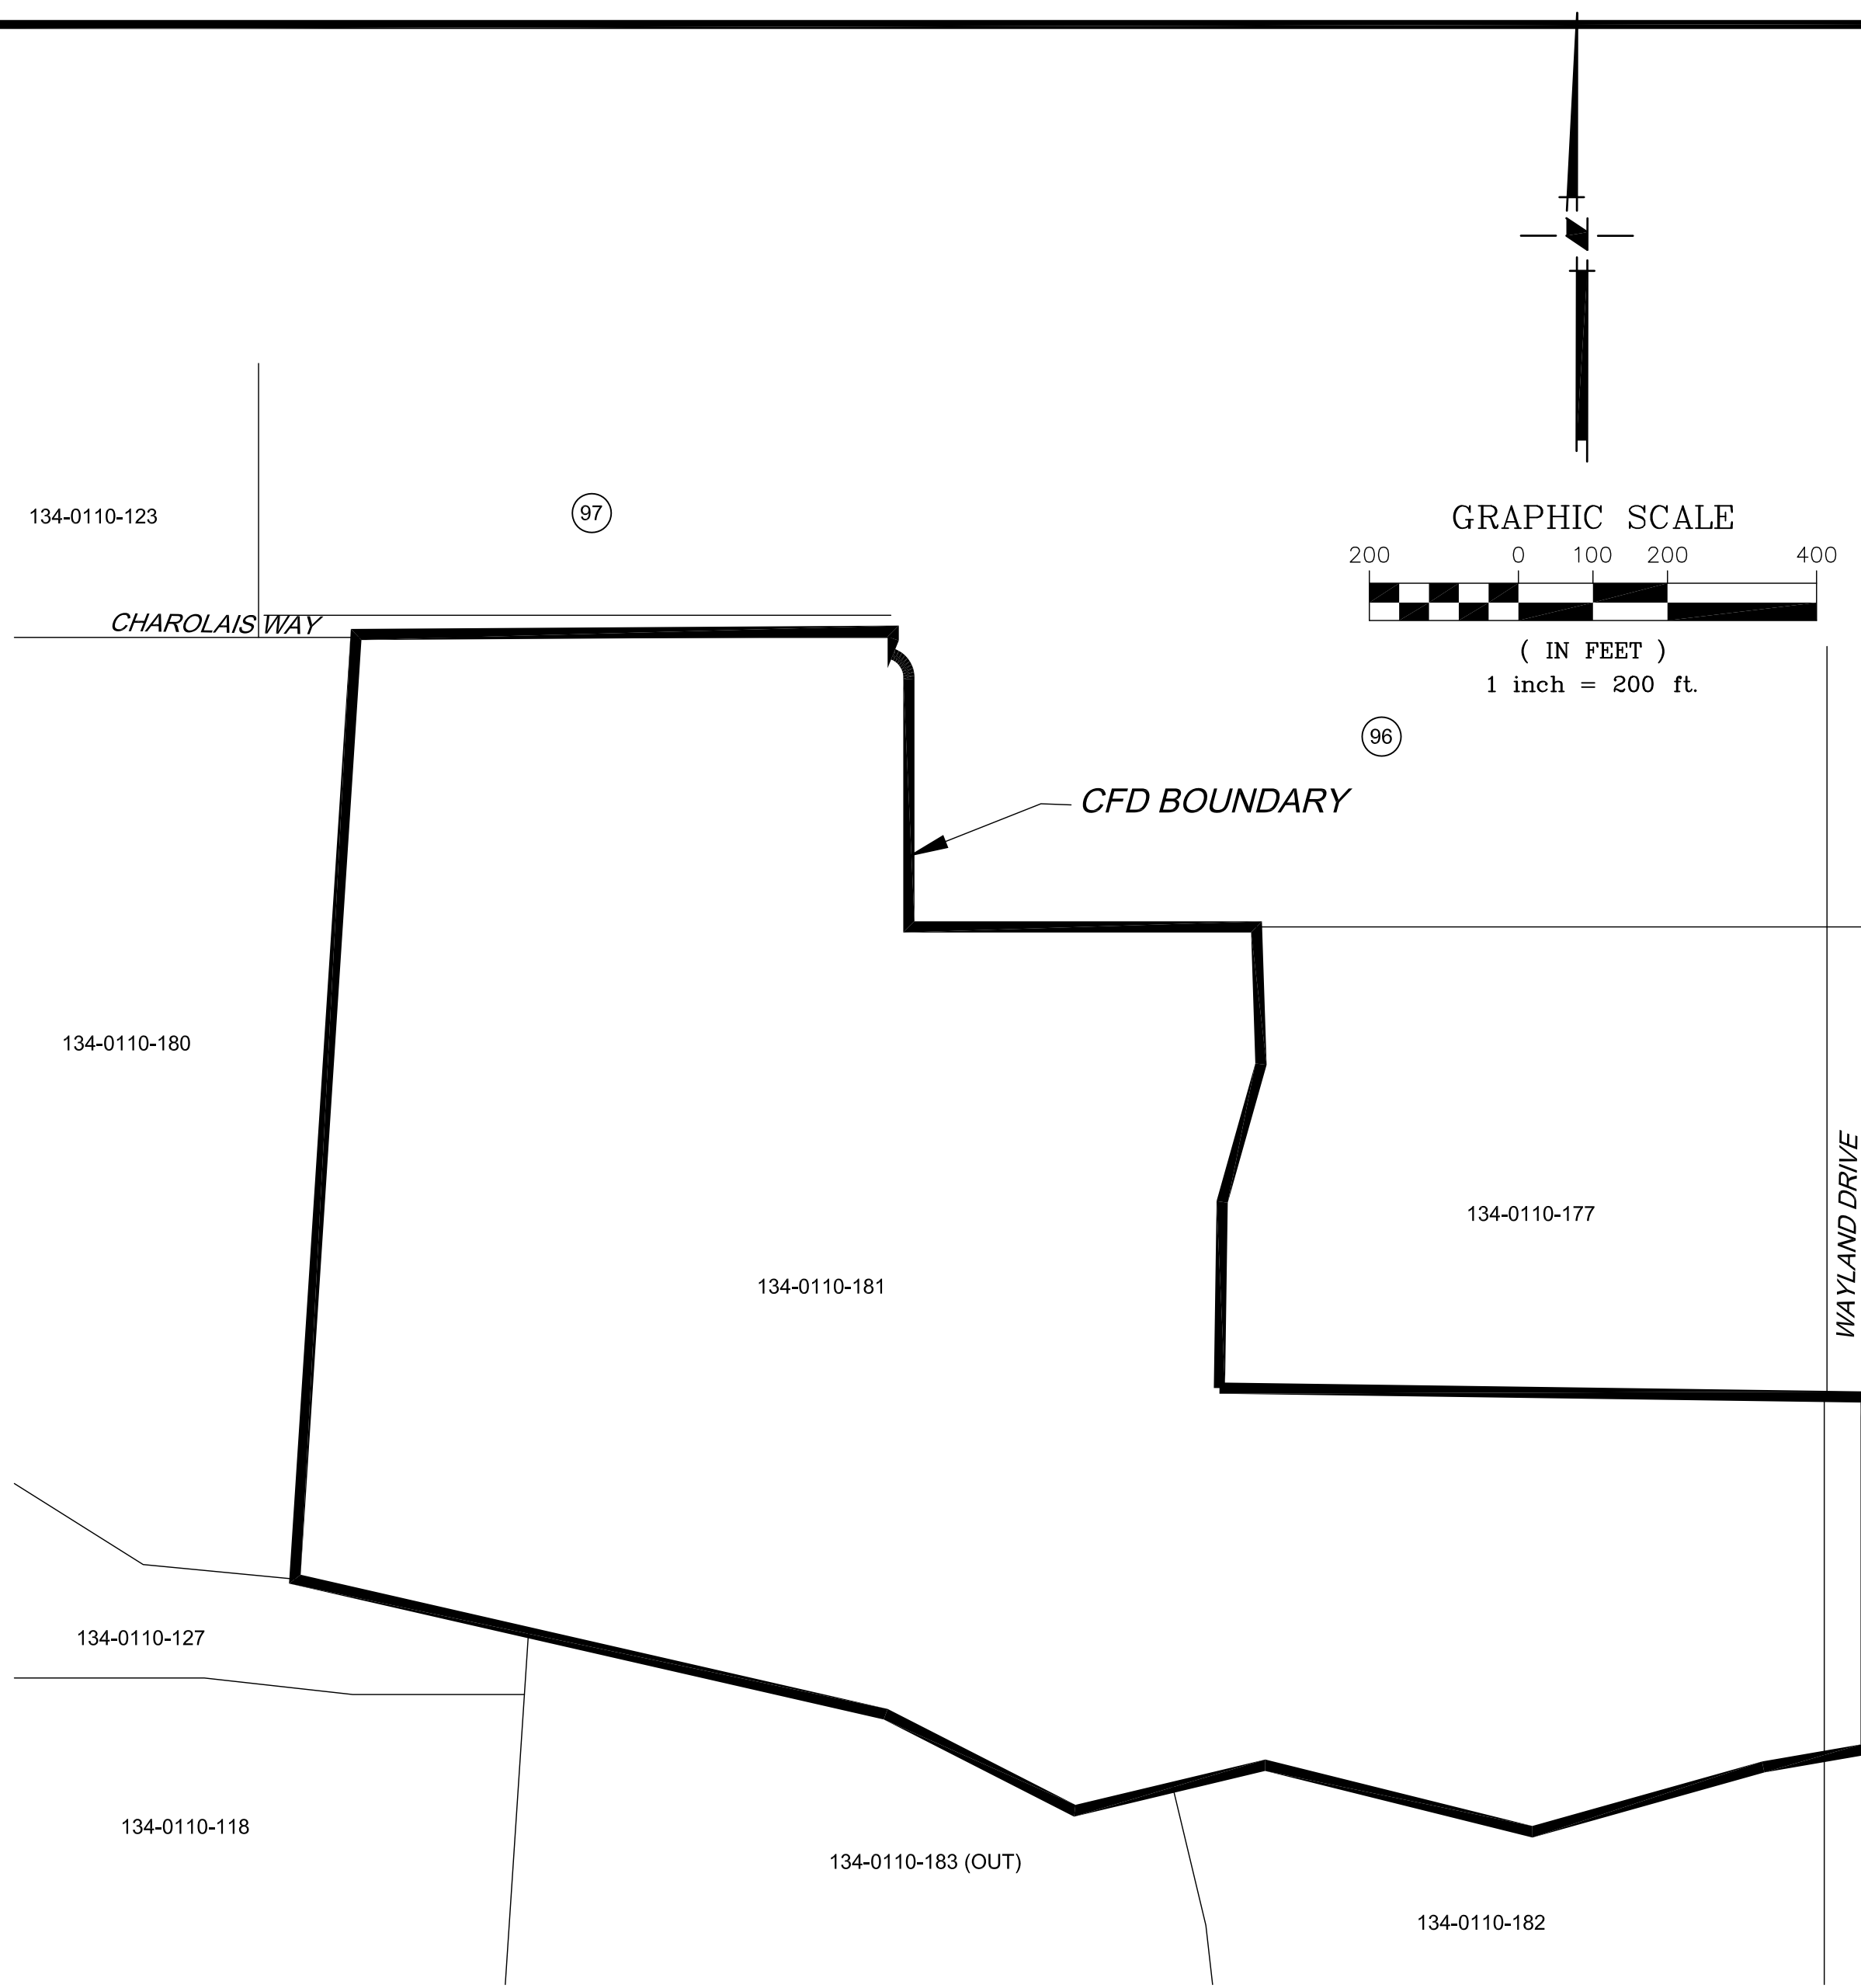 134-0110-123
97
GRAPHIC SCALE
200 0 100 200 400
( IN FEET )
1 inch = 200 ft.
CHAROLAIS WAY
96
CFD BOUNDARY
134-0110-180
134-0110-177
WAYLAND DRIVE
134-0110-181
134-0110-127
134-0110-118
134-0110-183 (OUT)
134-0110-182